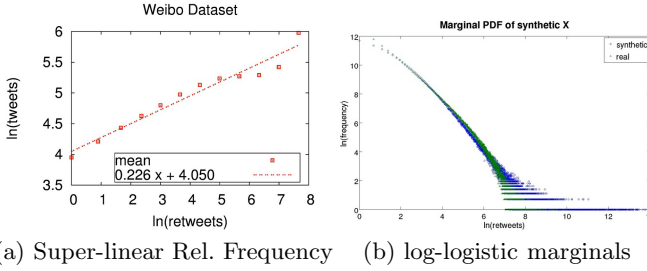 Weibo Dataset
6
5.5
5
4.5
4
3.5
ln(tweets)
mean
0.226 x + 4.050
0 1 2 3 4 5 6 7 8
ln(retweets)
Marginal PDF of synthetic X
synthetic
real
12
10
8
6
4
2
0
ln(frequency)
0 2 4 6 8 10 12 14
ln(retweets)
(a) Super-linear Rel. Frequency
(b) log-logistic marginals